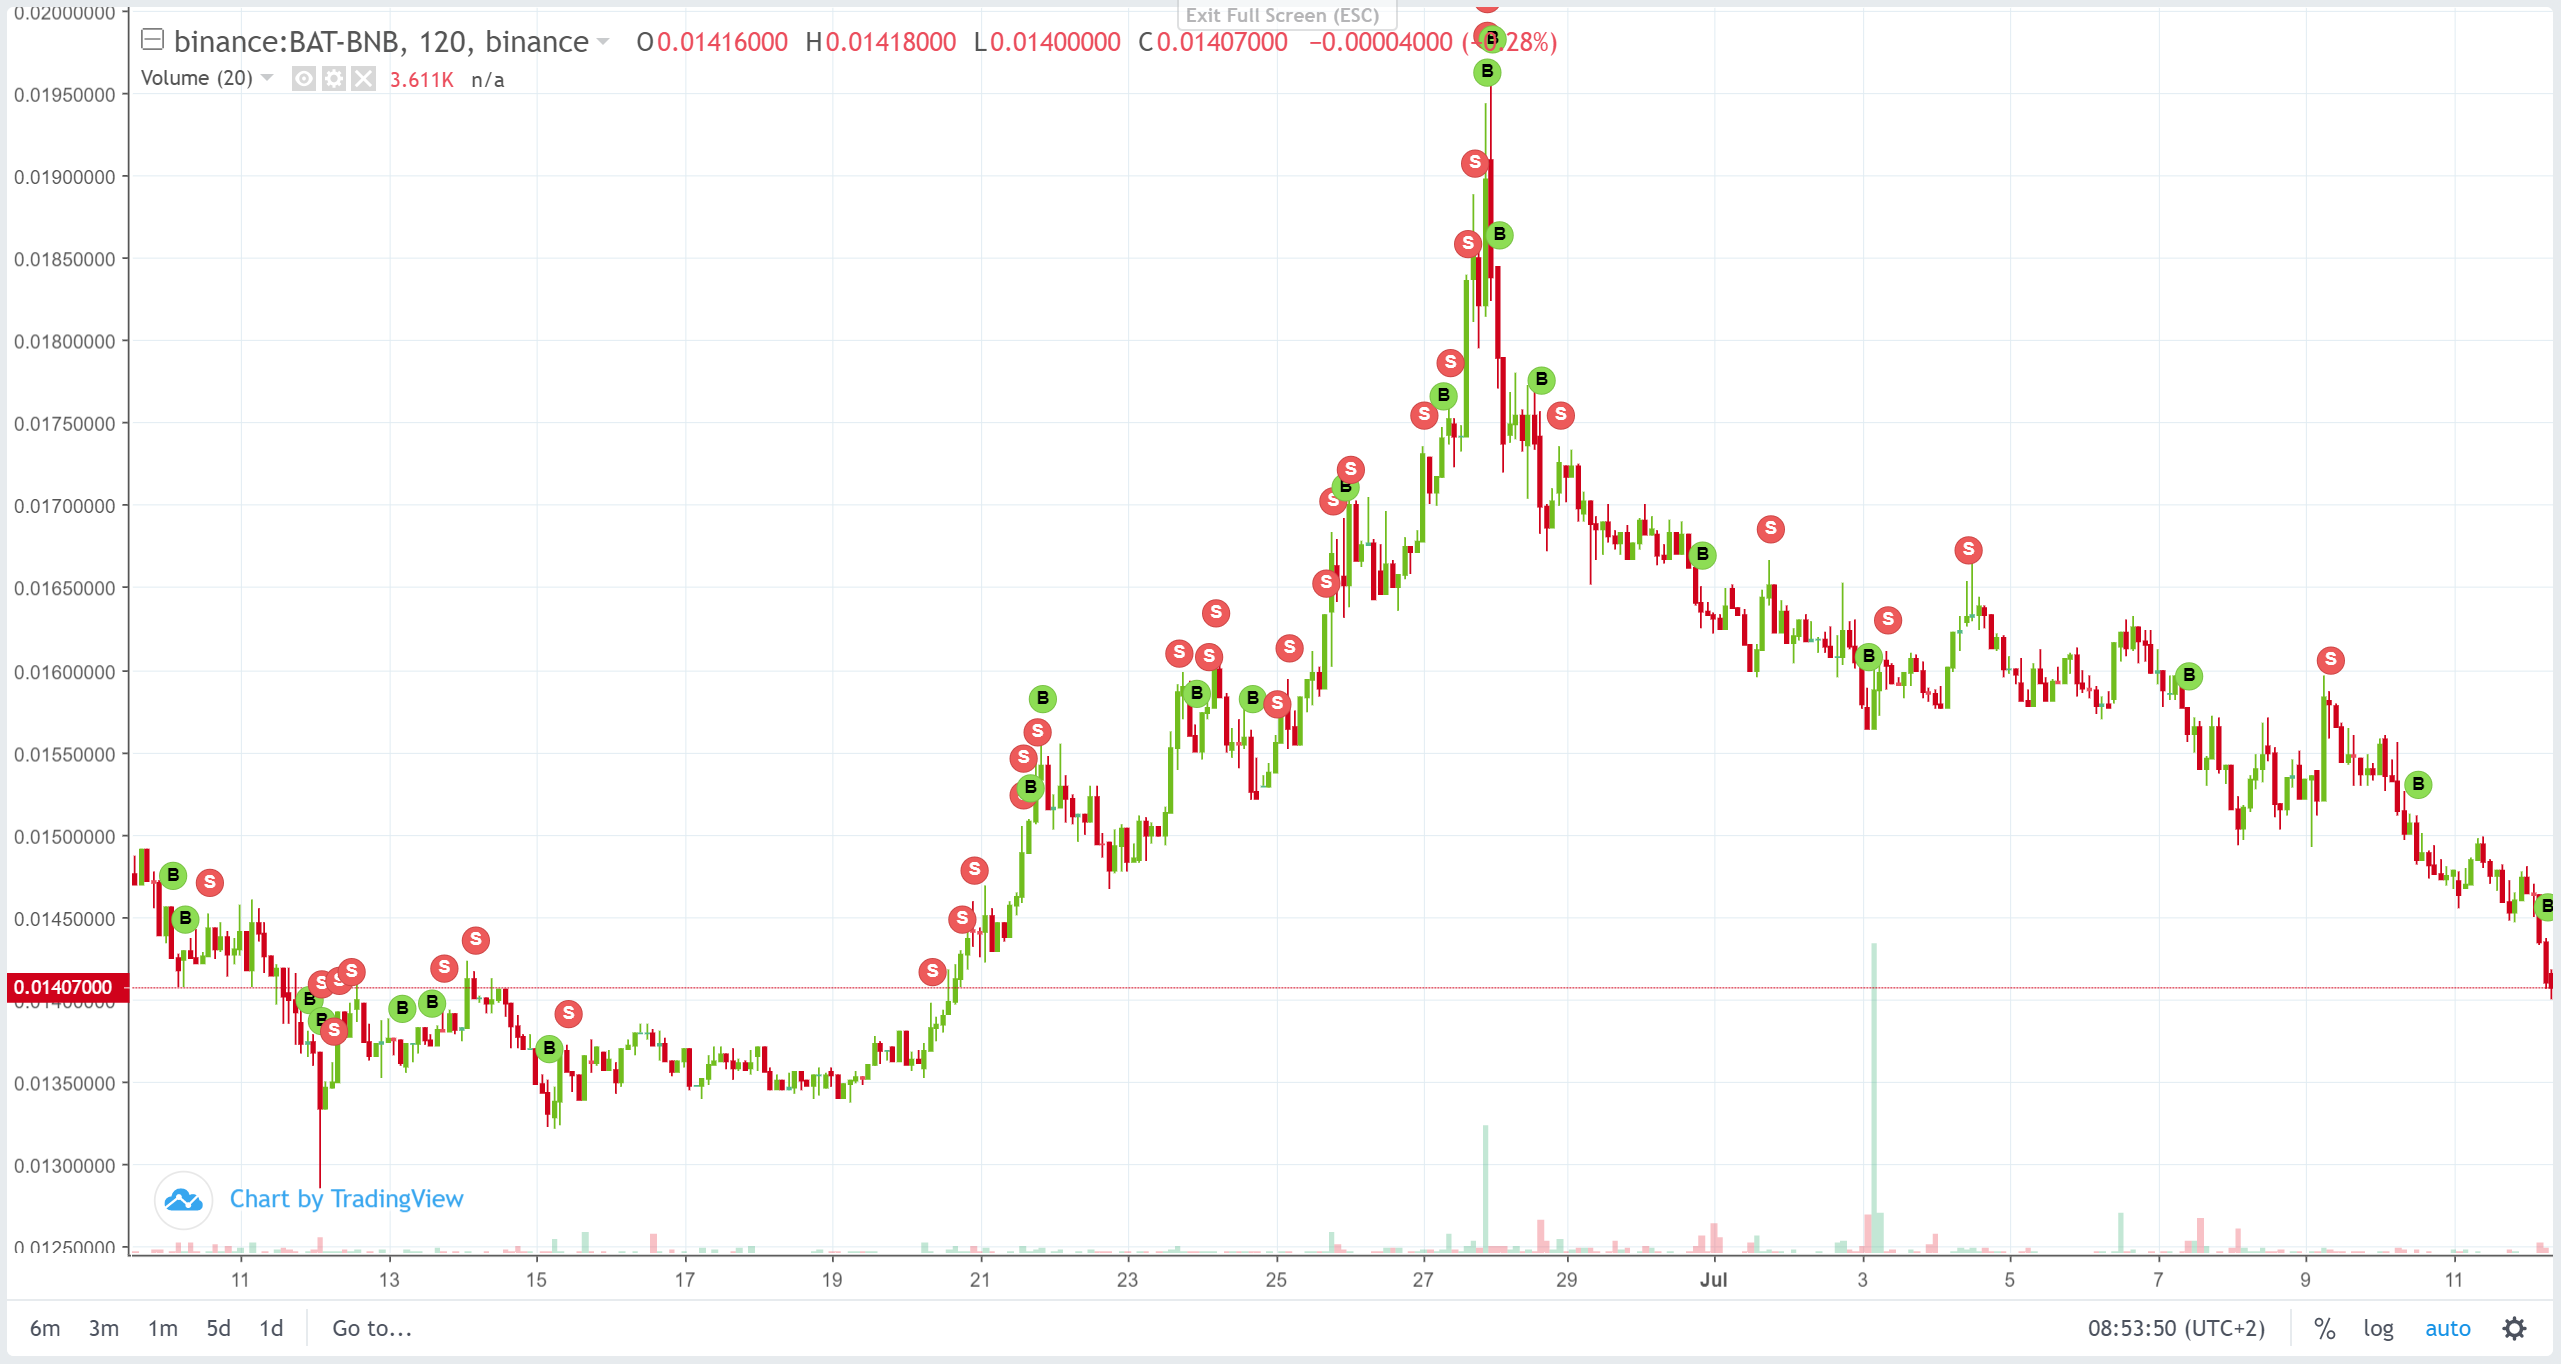 Exit Full Screen (ESC)
binance:BAT-BNB, 120, binance O0.01416000 H0.01418000 L0.01400000 C0.01407000 −0.00004000 (−0.28%)
Volume (20) 3.611K n/a
0.02000000
0.01950000
0.01900000
0.01850000
0.01800000
0.01750000
0.01700000
0.01650000
0.01600000
0.01550000
0.01500000
0.01450000
0.01407000
0.01400000
0.01350000
0.01300000
0.01250000
B
B
S
B
S
S
S
B
S
B
B
S
S
B
S
S
S
S
S
S
B
S
B
S
B
S
S
B
S
S
S
S
B
S
S
B
S
S
S
B
S
B
B
B
S
B
S
B
S
S
B
S
B
B
Chart by TradingView
11 13 15 17 19 21 23 25 27 29 Jul 3 5 7 9 11
6m 3m 1m 5d 1d Go to... 08:53:50 (UTC+2) % log auto